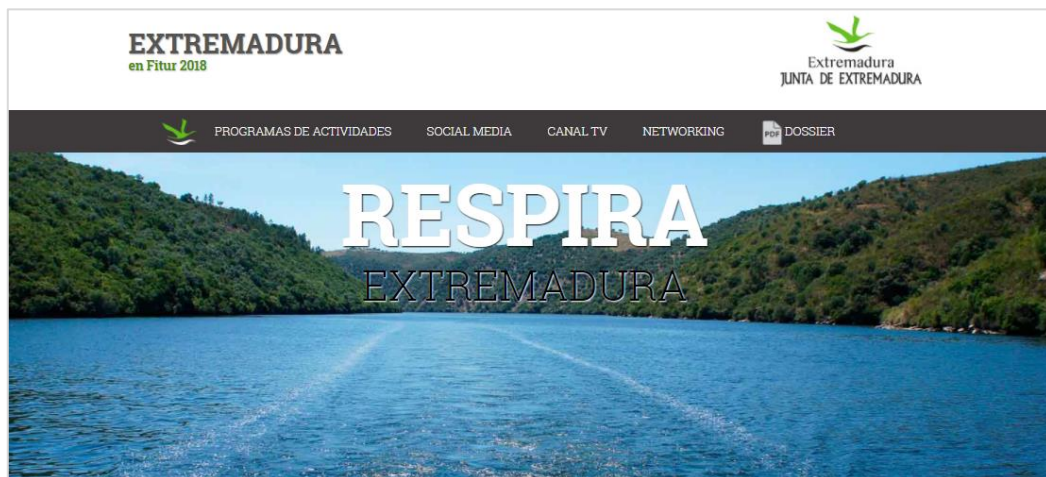 EXTREMADURA
en Fitur 2018
Extremadura
JUNTA DE EXTREMADURA
PROGRAMAS DE ACTIVIDADES SOCIAL MEDIA CANAL TV NETWORKING PDF DOSSIER
RESPIRA
EXTREMADURA